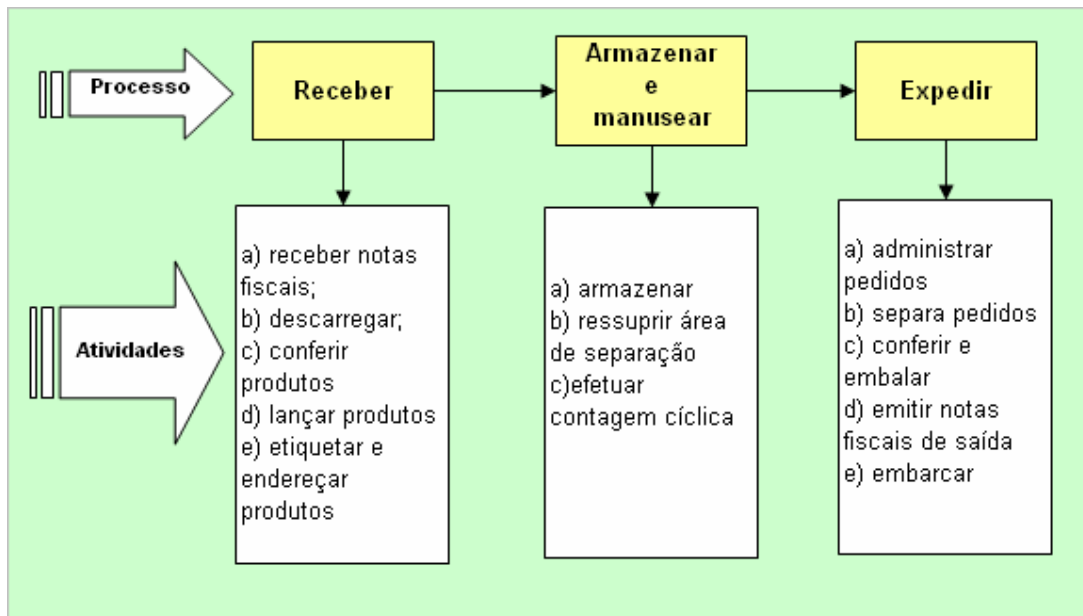 Processo
Receber
Armazenar
e
manusear
Expedir
Atividades
a) receber notas
fiscais;
b) descarregar;
c) conferir
produtos
d) lançar produtos
e) etiquetar e
endereçar
produtos
a) armazenar
b) ressuprir área
de separação
c)efetuar
contagem cíclica
a) administrar
pedidos
b) separa pedidos
c) conferir e
embalar
d) emitir notas
fiscais de saída
e) embarcar